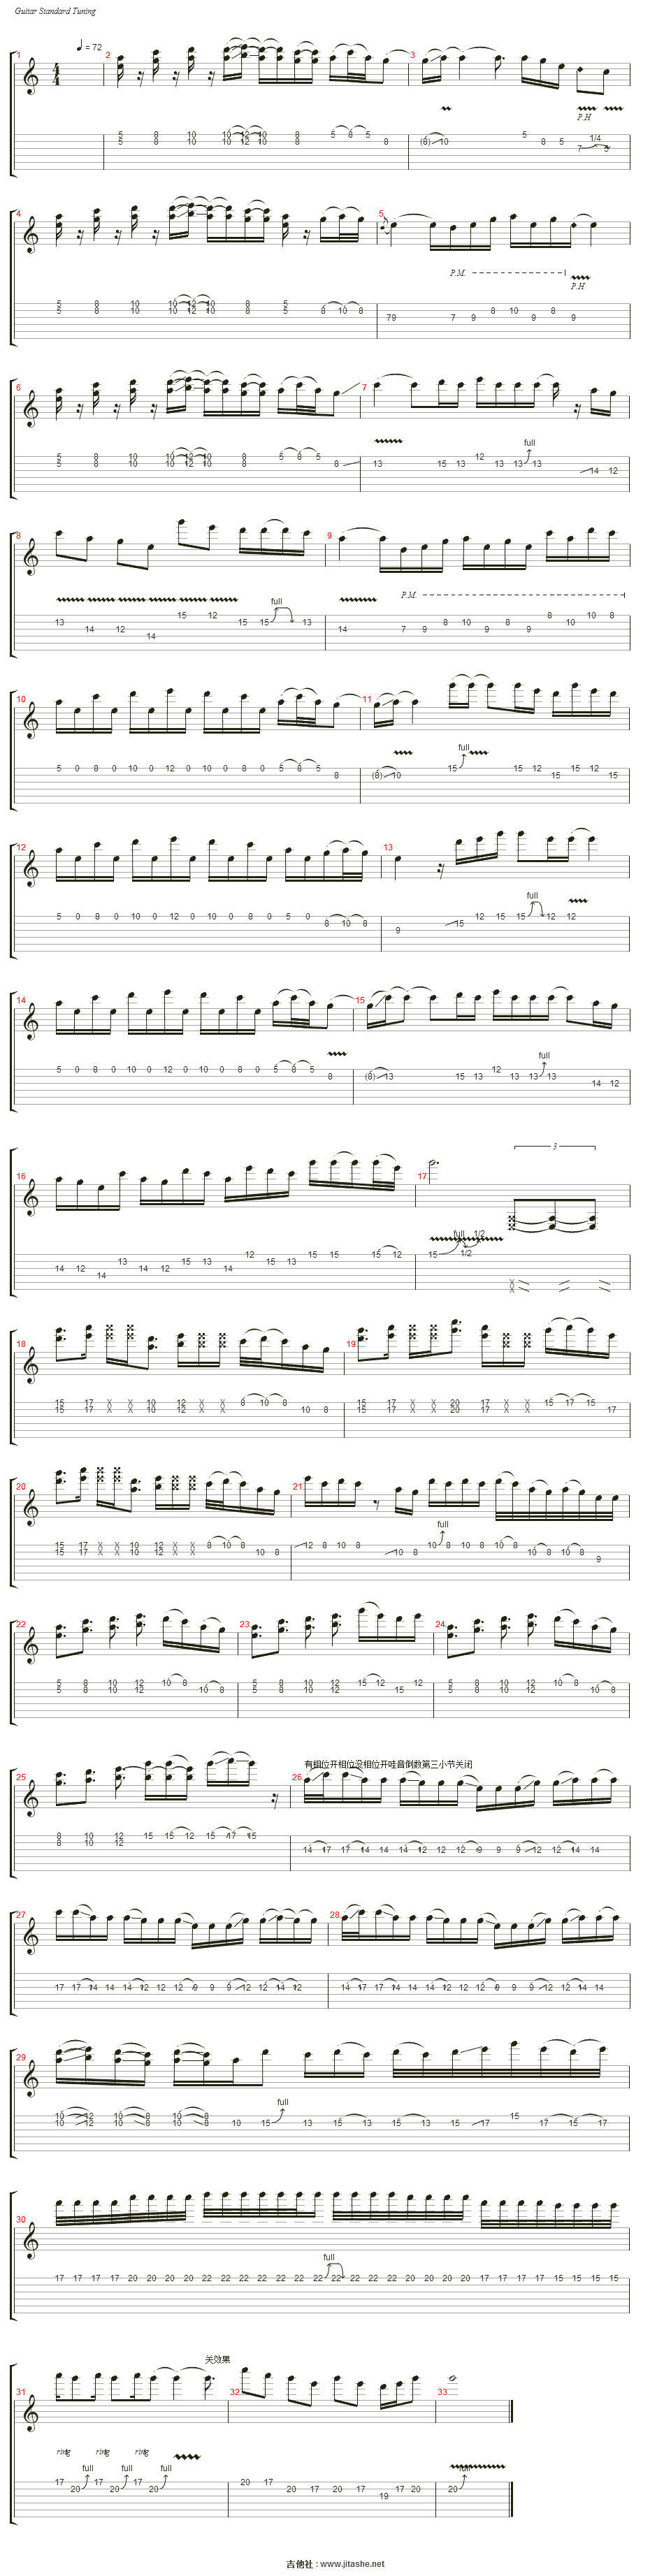 Guitar Standard Tuning
= 72
1 2 3
P.H
5 8 10 10 12 10 8 5 8 5 8 (8) 10 5 8 5 7 1/4 5
5 8 10 10 12 10 8
4 5
P.M.
P.H
5 8 10 10 12 10 8 5 8 10 8 79 7 9 8 10 9 8 9
5 8 10 10 12 10 8 5
6 7
full
5 8 10 10 12 10 8 5 8 5 8 13 15 13 12 13 13 13 14 12
5 8 10 10 12 10 8
8 9
P.M.
full
13 14 12 14 15 12 15 15 13 14 7 9 8 10 9 8 9 8 10 10 8
10 11
full
5 0 8 0 10 0 12 0 10 0 8 0 5 8 5 8 (8) 10 15 15 12 15 15 12 15
12 13
full
5 0 8 0 10 0 12 0 10 0 8 0 5 0 8 10 8 9 15 12 15 15 12 12
14 15
full
5 0 8 0 10 0 12 0 10 0 8 0 5 8 5 8 (8) 13 15 13 12 13 13 13 14 12
16 17
3
full 1/2
14 12 14 13 14 12 15 13 14 12 15 13 15 15 15 12 15 1/2 X
X
18 19
15 17 X X 10 12 X X 8 10 8 10 8 15 17 X X 20 17 X X 15 17 15 17
15 17 X X 10 12 X X 15 17 X X 20 17 X X
20 21
full
15 17 X X 10 12 X X 8 10 8 10 8 12 8 10 8 10 8 10 8 10 8 10 8 10 8 10 8 9
15 17 X X 10 12 X X
22 23 24
5 8 10 12 10 8 10 8 5 8 10 12 15 12 15 12 5 8 10 12 10 8 10 8
5 8 10 12 5 8 10 12 5 8 10 12
有相位开相位没相位开哇音倒数第三小节关闭
25 26
8 10 12 15 15 12 15 17 15 14 17 17 14 14 14 12 12 12 9 9 9 12 12 14 14
8 10 12
27 28
17 17 14 14 14 12 12 12 9 9 9 12 12 14 12 14 17 17 14 14 14 12 12 12 9 9 9 12 12 14 14
29
full
10 12 10 8 10 8 10 15 13 15 13 15 13 15 17 15 17 15 17
10 12 10 8 10 8
30
full
17 17 17 17 20 20 20 20 22 22 22 22 22 22 22 22 22 22 22 20 20 20 20 17 17 17 17 15 15 15 15
关效果
31 32 33
ring ring ring
full full full full
17 20 17 20 17 20 20 17 20 17 20 17 19 17 20 20
吉他社 : www.jitashe.net